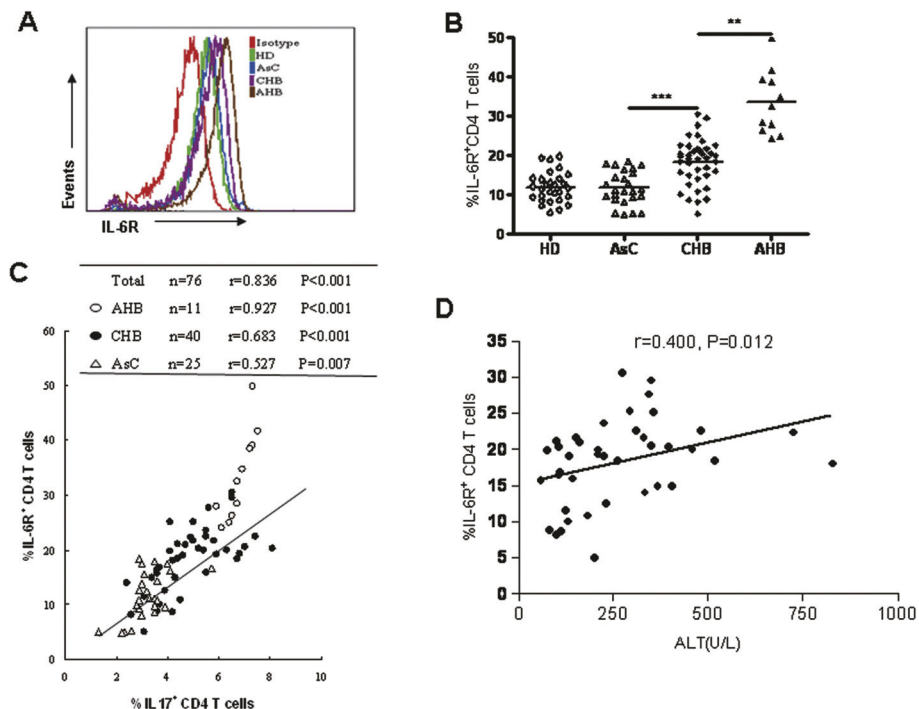 A
Isotype
HD
AsC
CHB
AHB
Events
IL-6R
B
%IL-6R+CD4 T cells
50
40
30
20
10
0
***
**
HD AsC CHB AHB
C
Total n=76 r=0.836 P<0.001
AHB n=11 r=0.927 P<0.001
CHB n=40 r=0.683 P<0.001
AsC n=25 r=0.527 P=0.007
%IL-6R+ CD4 T cells
60
50
40
30
20
10
0
0 2 4 6 8 10
%IL17+ CD4 T cells
D
r=0.400, P=0.012
%IL-6R+ CD4 T cells
35
30
25
20
15
10
5
0
0 250 500 750 1000
ALT(U/L)